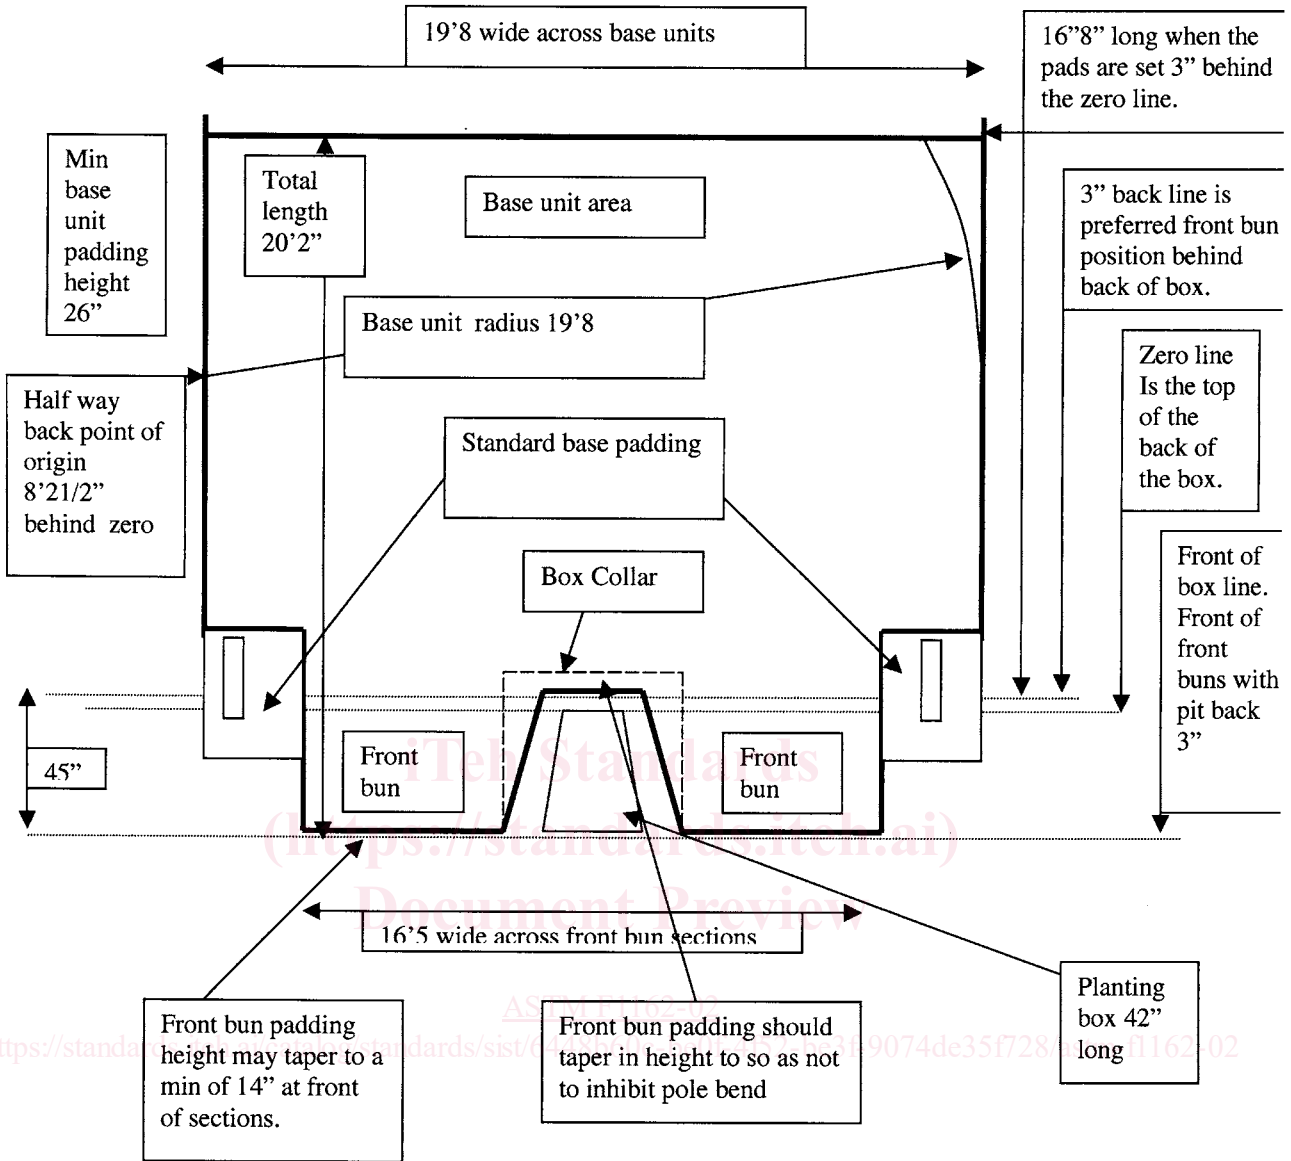 19’8 wide across base units
16”8” long when the
pads are set 3” behind
the zero line.
Min
base
unit
padding
height
26”
Total
length
20’2”
Base unit area
3” back line is
preferred front bun
position behind
back of box.
Base unit  radius 19’8
Zero line
Is the top
of the
back of
the box.
Half way
back point of
origin
8’21/2”
behind  zero
Standard base padding
Box Collar
Front of
box line.
Front of
front
buns with
pit back
3”
45”
Front
bun
Front
bun
iTeh Standards
(https://standards.iteh.ai)
Document Preview
16’5 wide across front bun sections
Planting
box 42”
long
ASTM F1162-02
Front bun padding
height may taper to a
min of 14” at front
of sections.
Front bun padding should
taper in height to so as not
to inhibit pole bend